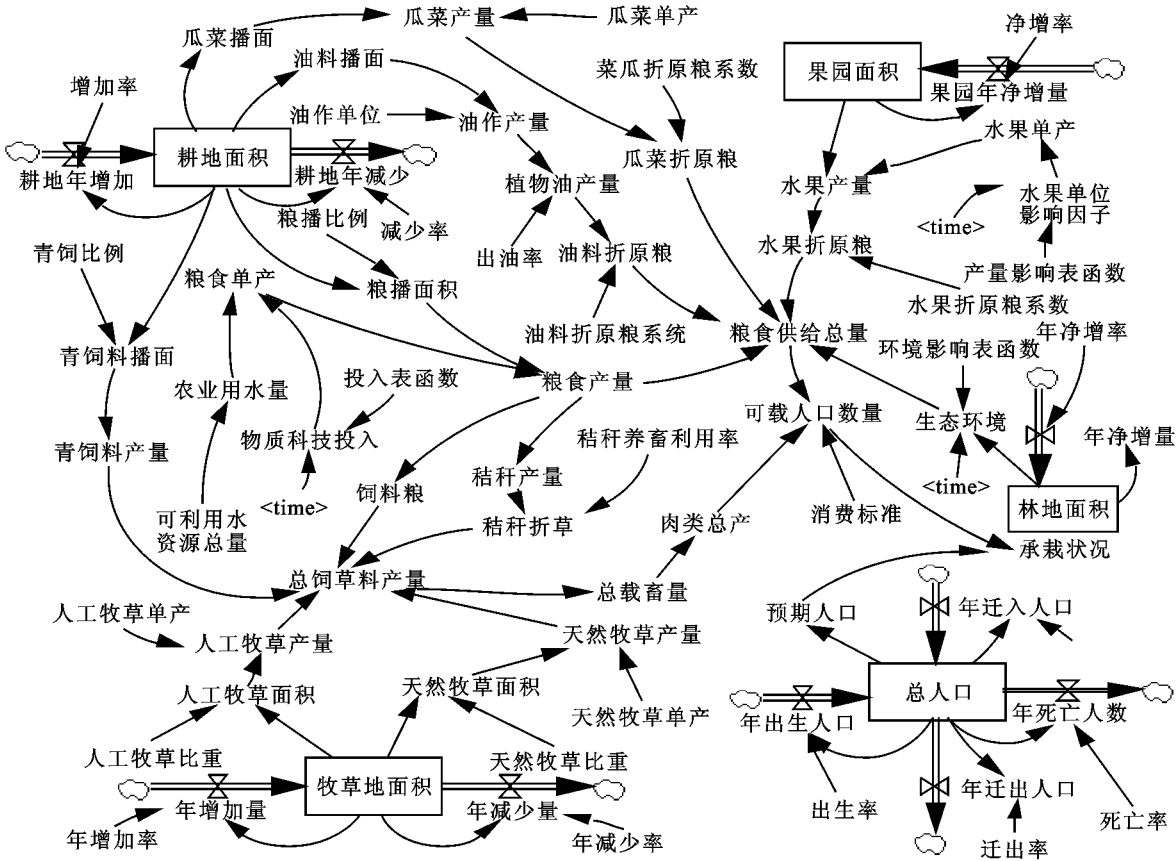 瓜菜产量
瓜菜单产
瓜菜播面
油料播面
净增率
增加率
菜瓜折原粮系数
果园面积
果园年净增量
油作单位
油作产量
水果单产
耕地面积
瓜菜折原粮
耕地年增加
耕地年减少
植物油产量
水果产量
水果单位
影响因子
粮播比例
减少率
<time>
青饲比例
出油率
油料折原粮
水果折原粮
粮食单产
粮播面积
产量影响表函数
水果折原粮系数
油料折原粮系统
粮食供给总量
年净增率
青饲料播面
环境影响表函数
农业用水量
投入表函数
粮食产量
可载人口数量
生态环境
物质科技投入
秸秆养畜利用率
年净增量
青饲料产量
秸秆产量
饲料粮
<time>
<time>
可利用水
资源总量
秸秆折草
肉类总产
消费标准
林地面积
承栽状况
总饲草料产量
总载畜量
人工牧草单产
预期人口
年迁入人口
人工牧草产量
天然牧草产量
人工牧草面积
天然牧草面积
总人口
天然牧草单产
年出生人口
年死亡人数
人工牧草比重
天然牧草比重
牧草地面积
年增加量
年减少量
年迁出人口
出生率
死亡率
年增加率
年减少率
迁出率